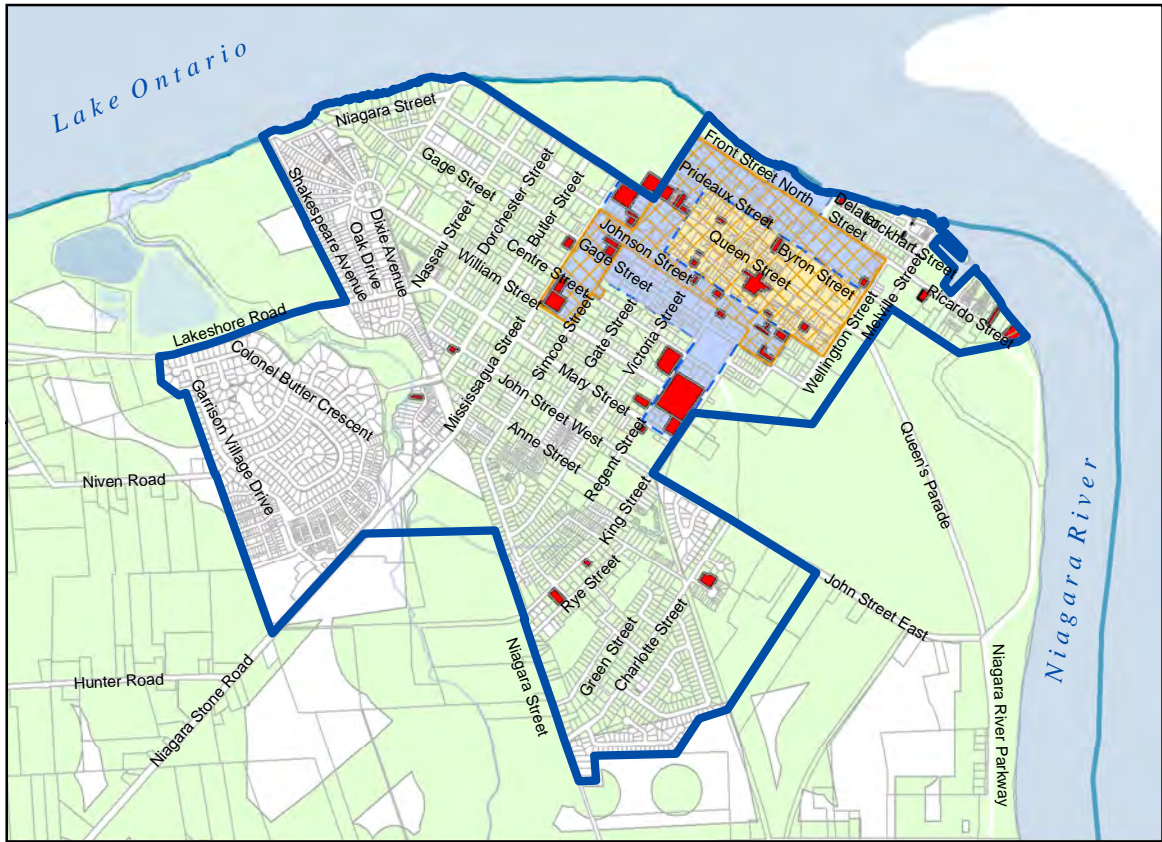 Lake Ontario
Niagara Street
Gage Street
Shakespeare Avenue
Oak Drive
Dixie Avenue
Nassau Street
Dorchester Street
Butler Street
William Street
Centre Street
Front Street North
Prideaux Street
Queen Street
Byron Street
Johnson Street
Gage Street
Delater
Street
Lockhart Street
Ricardo Street
Melville Street
Wellington Street
Lakeshore Road
Colonel Butler Crescent
Garrison Village Drive
Niven Road
Mississagua Street
Simcoe Street
Gate Street
Victoria Street
Mary Street
John Street West
Anne Street
Regent Street
King Street
Rye Street
Green Street
Charlotte Street
Niagara Street
Hunter Road
Niagara Stone Road
Queen's Parade
John Street East
Niagara River Parkway
Niagara River